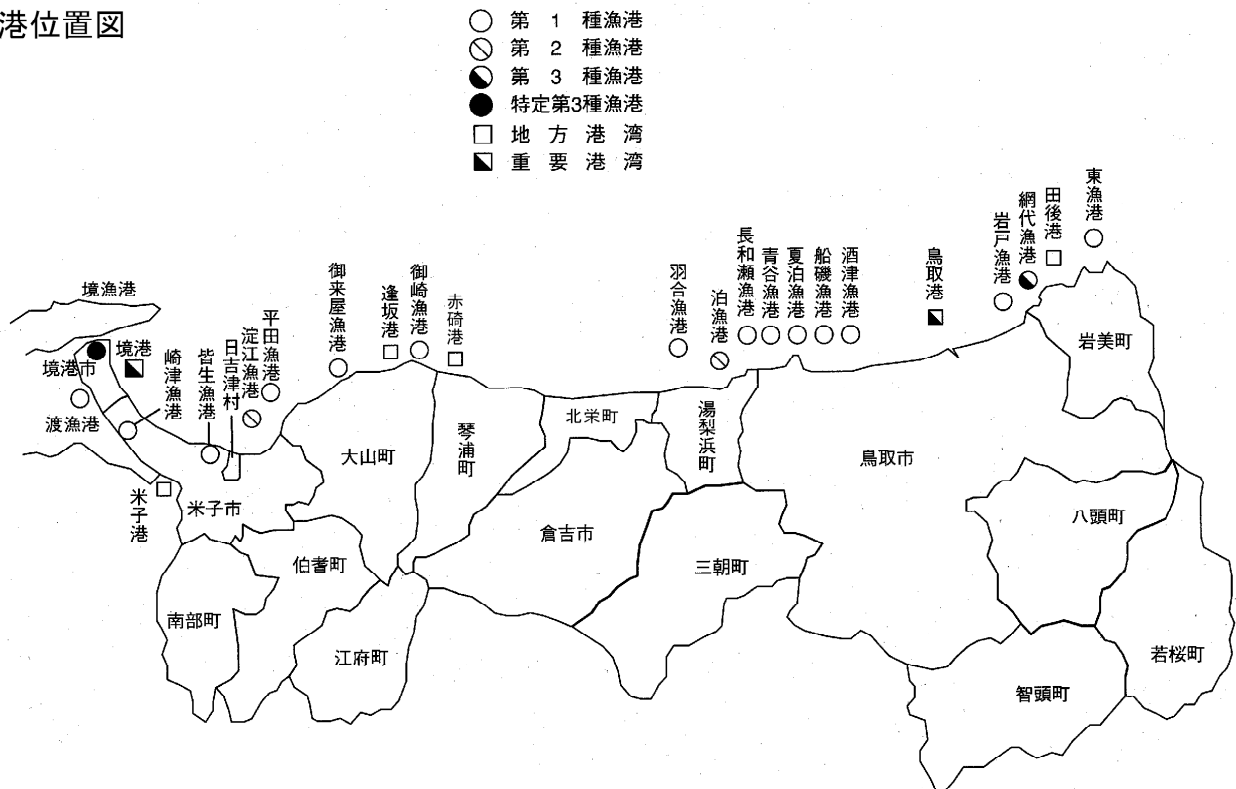 港位置図
第1種漁港
第2種漁港
第3種漁港
特定第3種漁港
地方港湾
重要港湾
境漁港
境港市
境港
渡漁港
崎津漁港
皆生漁港
日吉津村
淀江漁港
平田漁港
御来屋漁港
逢坂港
御崎漁港
赤碕港
羽合漁港
泊漁港
長和瀬漁港
青谷漁港
夏泊漁港
船磯漁港
酒津漁港
鳥取港
岩戸漁港
網代漁港
田後港
東漁港
米子港
米子市
大山町
琴浦町
北栄町
湯梨浜町
鳥取市
岩美町
八頭町
倉吉市
三朝町
伯耆町
南部町
江府町
智頭町
若桜町